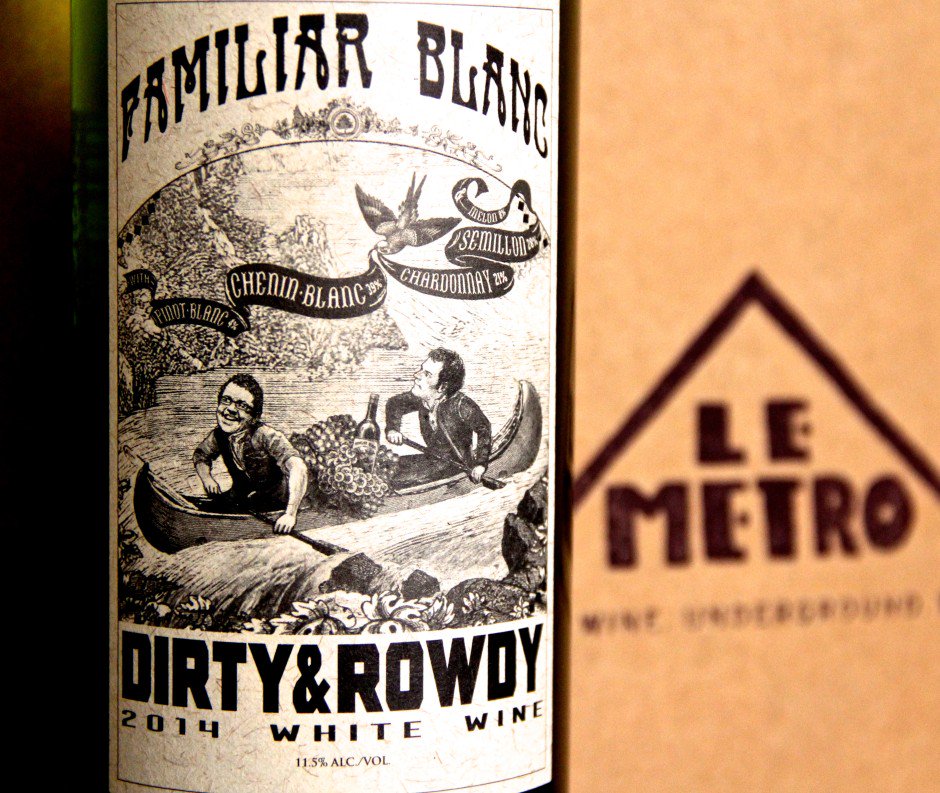 FAMILIAR BLANC
MELON
SEMILLON
CHARDONNAY 21%
CHENIN·BLANC
WITH
PINOT·BLANC
DIRTY&ROWDY
2014 WHITE WINE
11.5% ALC./VOL.
LE
METRO
WINE. UNDERGROUND.